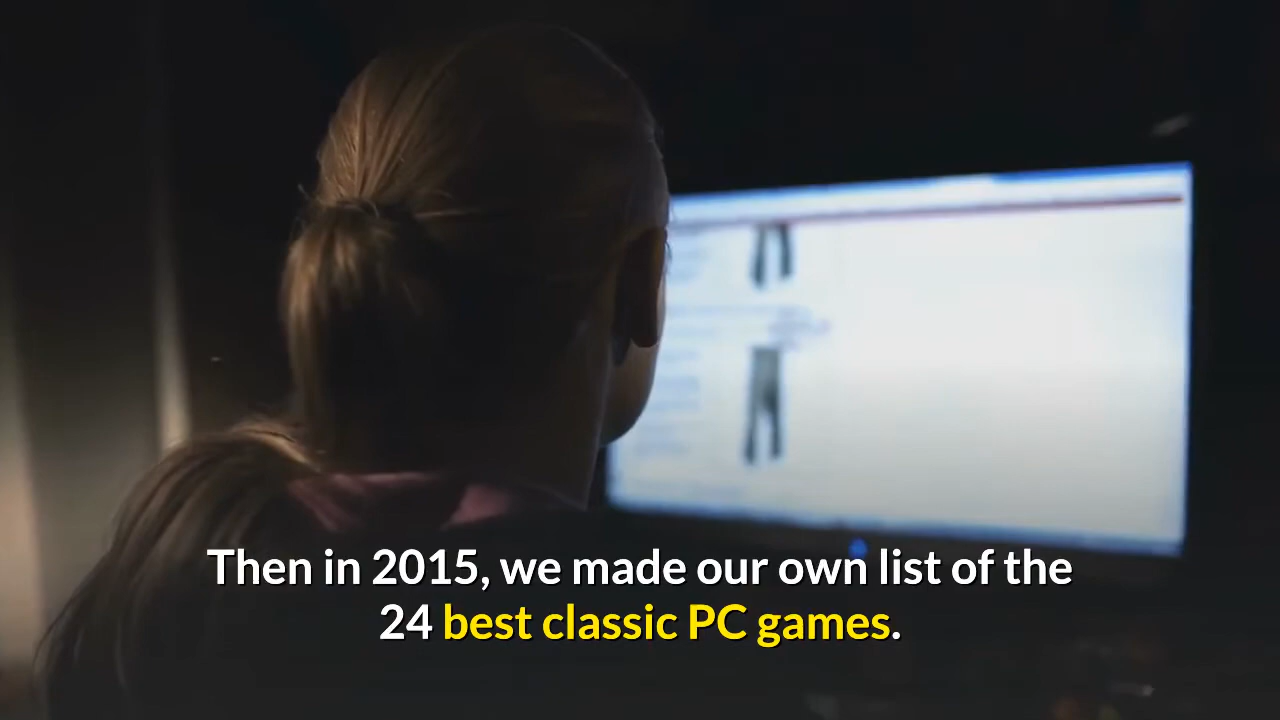 Then in 2015, we made our own list of the
24 best classic PC games.